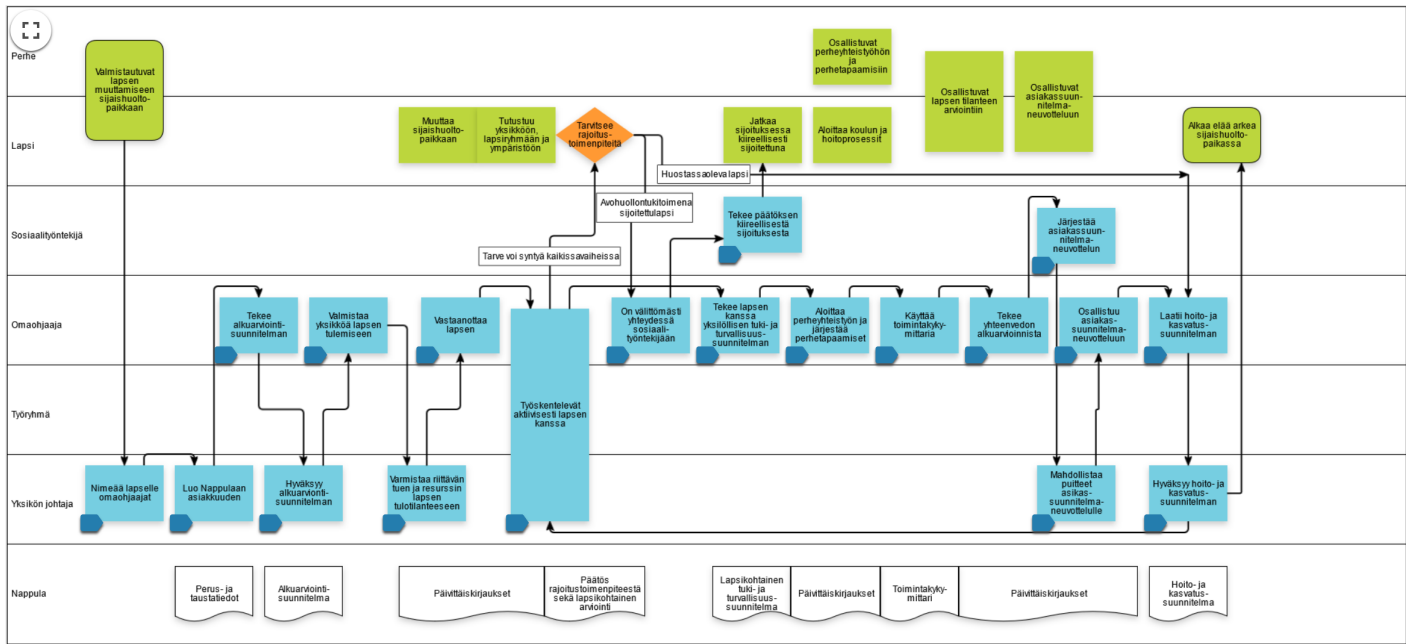 Perhe
Valmistautuvat
lapsen
muuttamiseen
sijaishuolto-
paikkaan
Osallistuvat
perheyhteistyöhön
ja
perhetapaamisiin
Osallistuvat
lapsen tilanteen
arviointiin
Osallistuvat
asiakassuun-
nitelma-
neuvotteluun
Lapsi
Muuttaa
sijaishuolto-
paikkaan
Tutustuu
yksikköön,
lapsiryhmään ja
ympäristöön
Tarvitsee
rajoitus-
toimenpiteitä
Jatkaa
sijoituksessa
kiireellisesti
sijoitettuna
Aloittaa koulun ja
hoitoprosessit
Alkaa elää arkea
sijaishuolto-
paikassa
Huostassaoleva lapsi
Avohuollontukitoimena
sijoitettulapsi
Sosiaalityöntekijä
Tarve voi syntyä kaikissavaiheissa
Tekee päätöksen
kiireellisestä
sijoituksesta
Järjestää
asiakassuun-
nitelma-
neuvottelun
Omaohjaaja
Tekee
alkuarviointi-
suunnitelman
Valmistaa
yksikköä lapsen
tulemiseen
Vastaanottaa
lapsen
On välittömästi
yhteydessä
sosiaali-
työntekijään
Tekee lapsen
kanssa
yksilöllisen tuki- ja
turvallisuus-
suunnitelman
Aloittaa
perheyhteistyön ja
järjestää
perhetapaamiset
Käyttää
toimintakyky-
mittaria
Tekee
yhteenvedon
alkuarvioinnista
Osallistuu
asiakas-
suunnitelma-
neuvotteluun
Laatii hoito- ja
kasvatus-
suunnitelman
Työryhmä
Työskentelevät
aktiivisesti lapsen
kanssa
Yksikön johtaja
Nimeää lapselle
omaohjaajat
Luo Nappulaan
asiakkuuden
Hyväksyy
alkuarvionti-
suunnitelman
Varmistaa riittävän
tuen ja resurssin
lapsen
tulotilanteeseen
Mahdollistaa
puitteet
asikas-
suunnitelma-
neuvottelulle
Hyväksyy hoito- ja
kasvatus-
suunnitelman
Nappula
Perus- ja
taustatiedot
Alkuarviointi-
suunnitelma
Päivittäiskirjaukset
Päätös
rajoitustoimenpiteestä
sekä lapsikohtainen
arviointi
Lapsikohtainen
tuki- ja
turvallisuus-
suunnitelma
Päivittäiskirjaukset
Toimintakyky-
mittari
Päivittäiskirjaukset
Hoito- ja
kasvatus-
suunnitelma